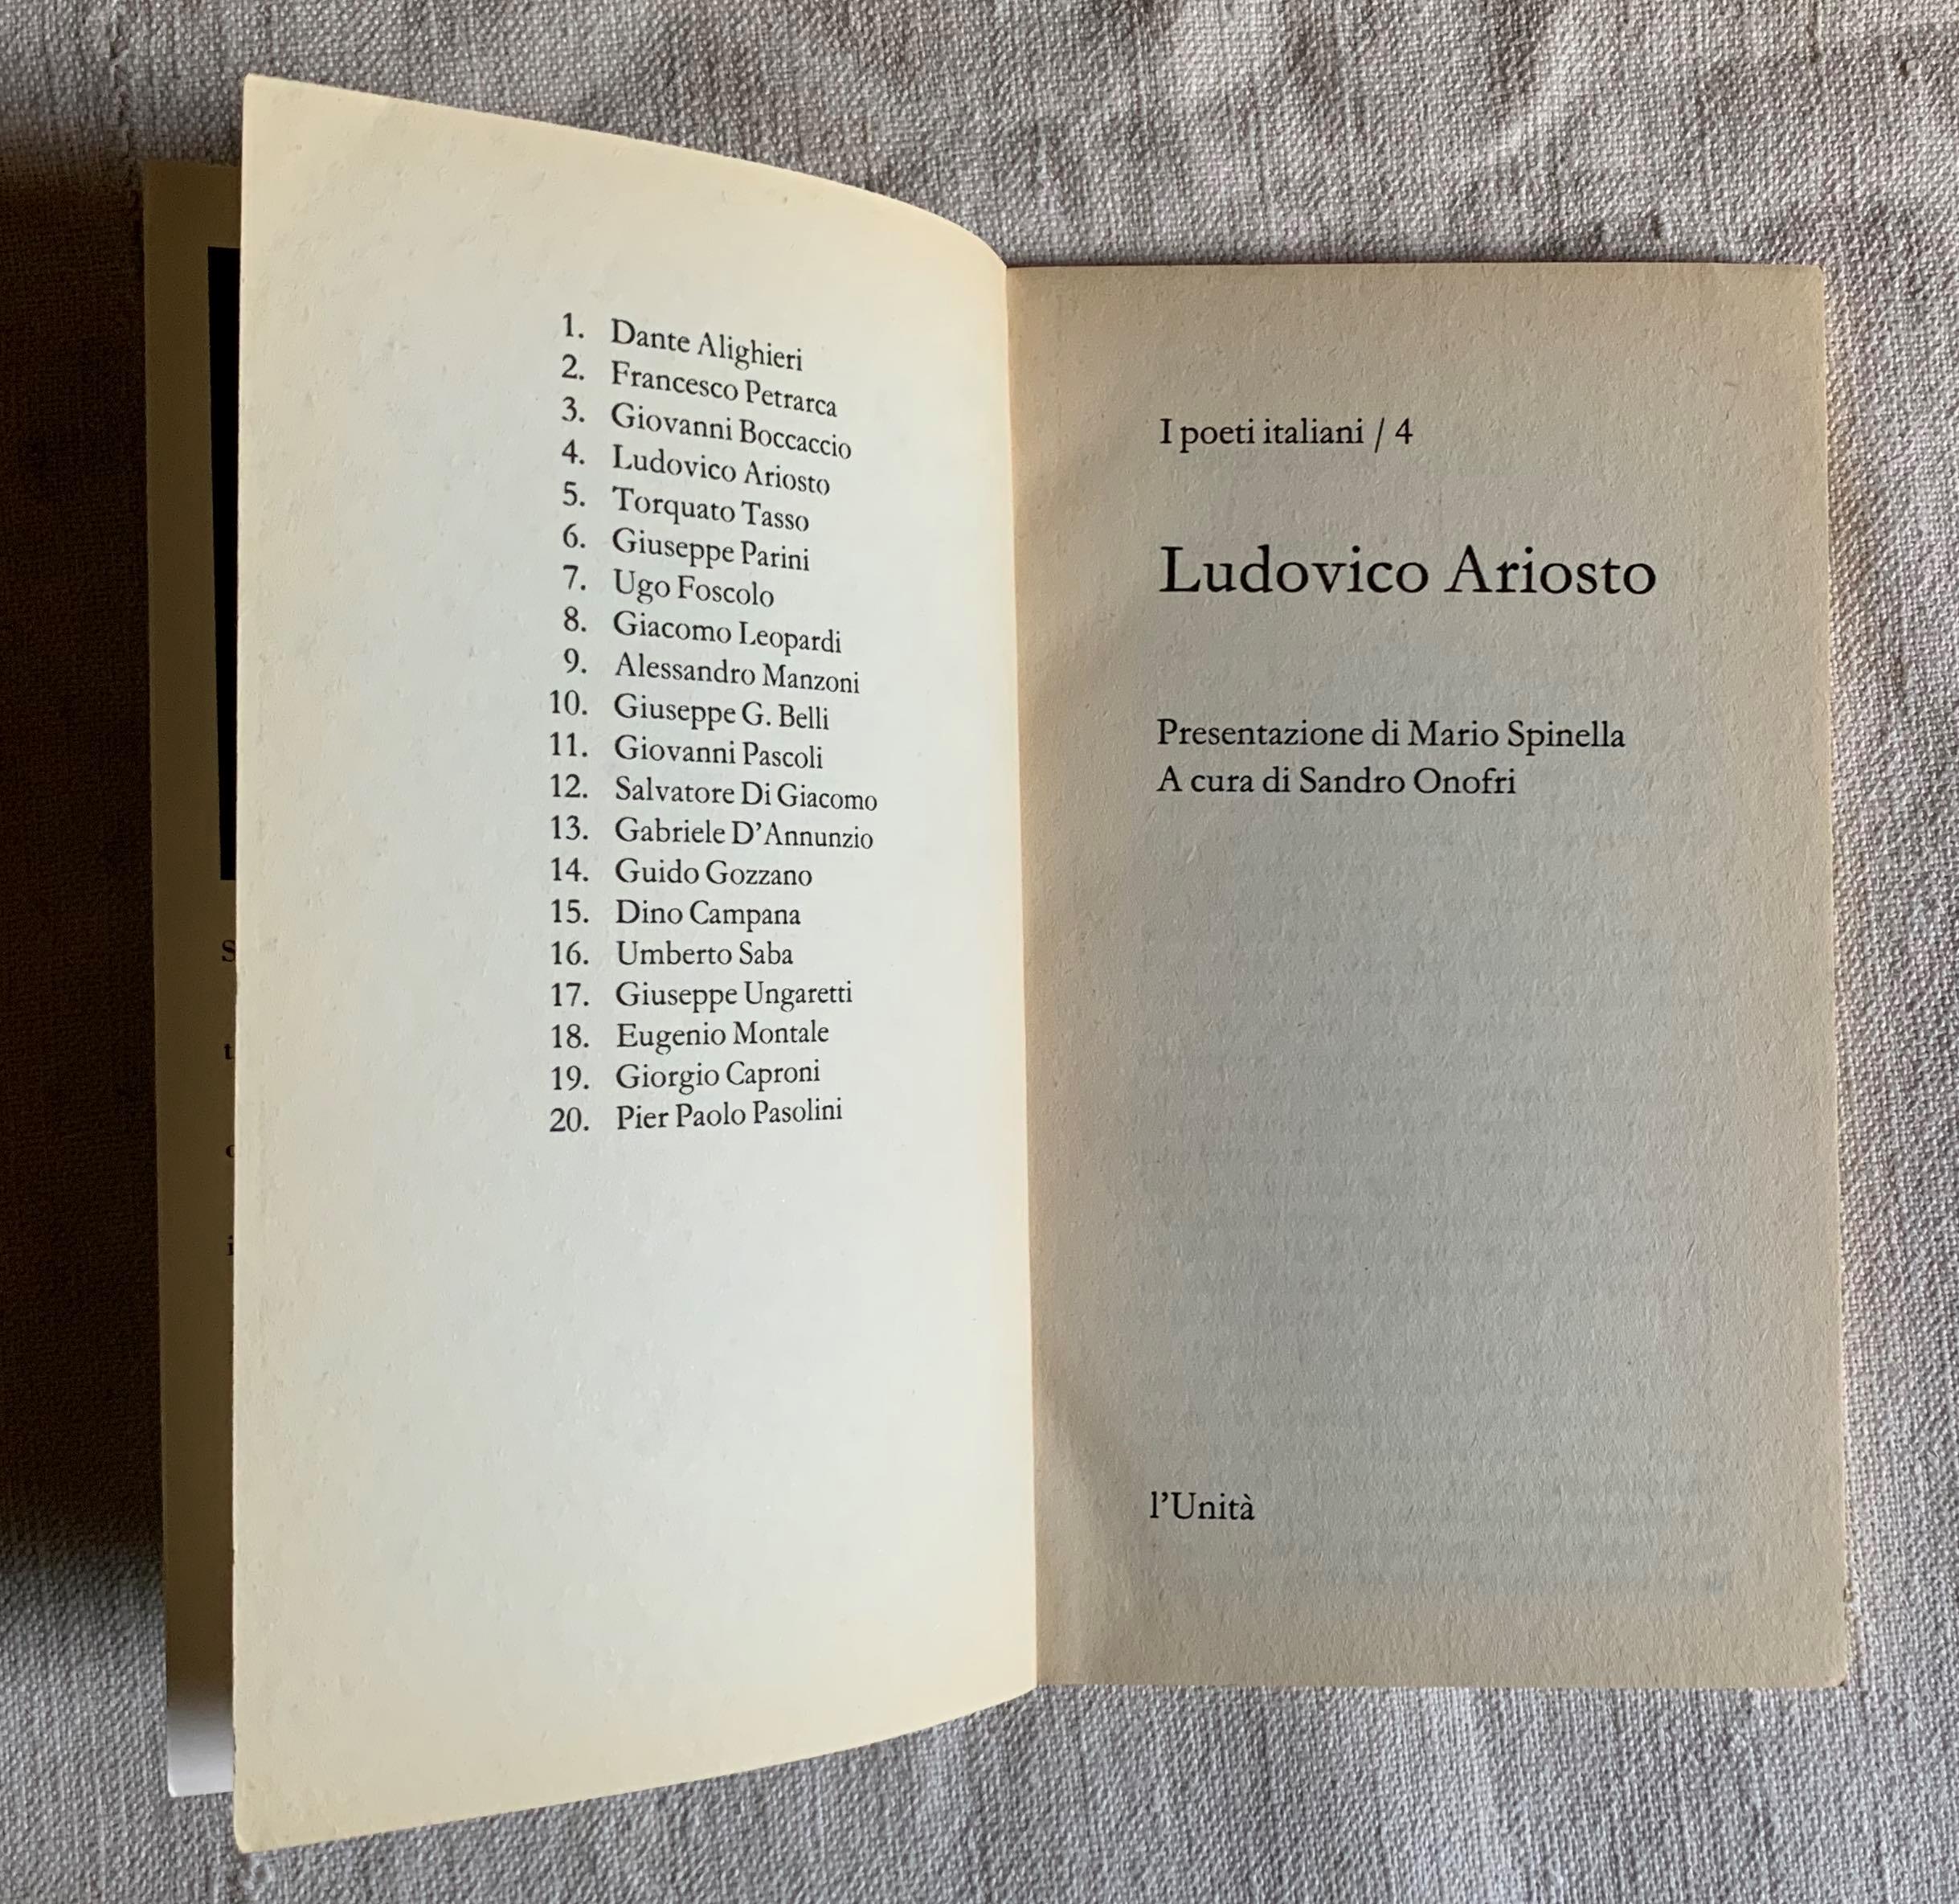 1. Dante Alighieri
2. Francesco Petrarca
3. Giovanni Boccaccio
4. Ludovico Ariosto
5. Torquato Tasso
6. Giuseppe Parini
7. Ugo Foscolo
8. Giacomo Leopardi
9. Alessandro Manzoni
10. Giuseppe G. Belli
11. Giovanni Pascoli
12. Salvatore Di Giacomo
13. Gabriele D’Annunzio
14. Guido Gozzano
15. Dino Campana
16. Umberto Saba
17. Giuseppe Ungaretti
18. Eugenio Montale
19. Giorgio Caproni
20. Pier Paolo Pasolini
I poeti italiani / 4
Ludovico Ariosto
Presentazione di Mario Spinella
A cura di Sandro Onofri
l’Unità